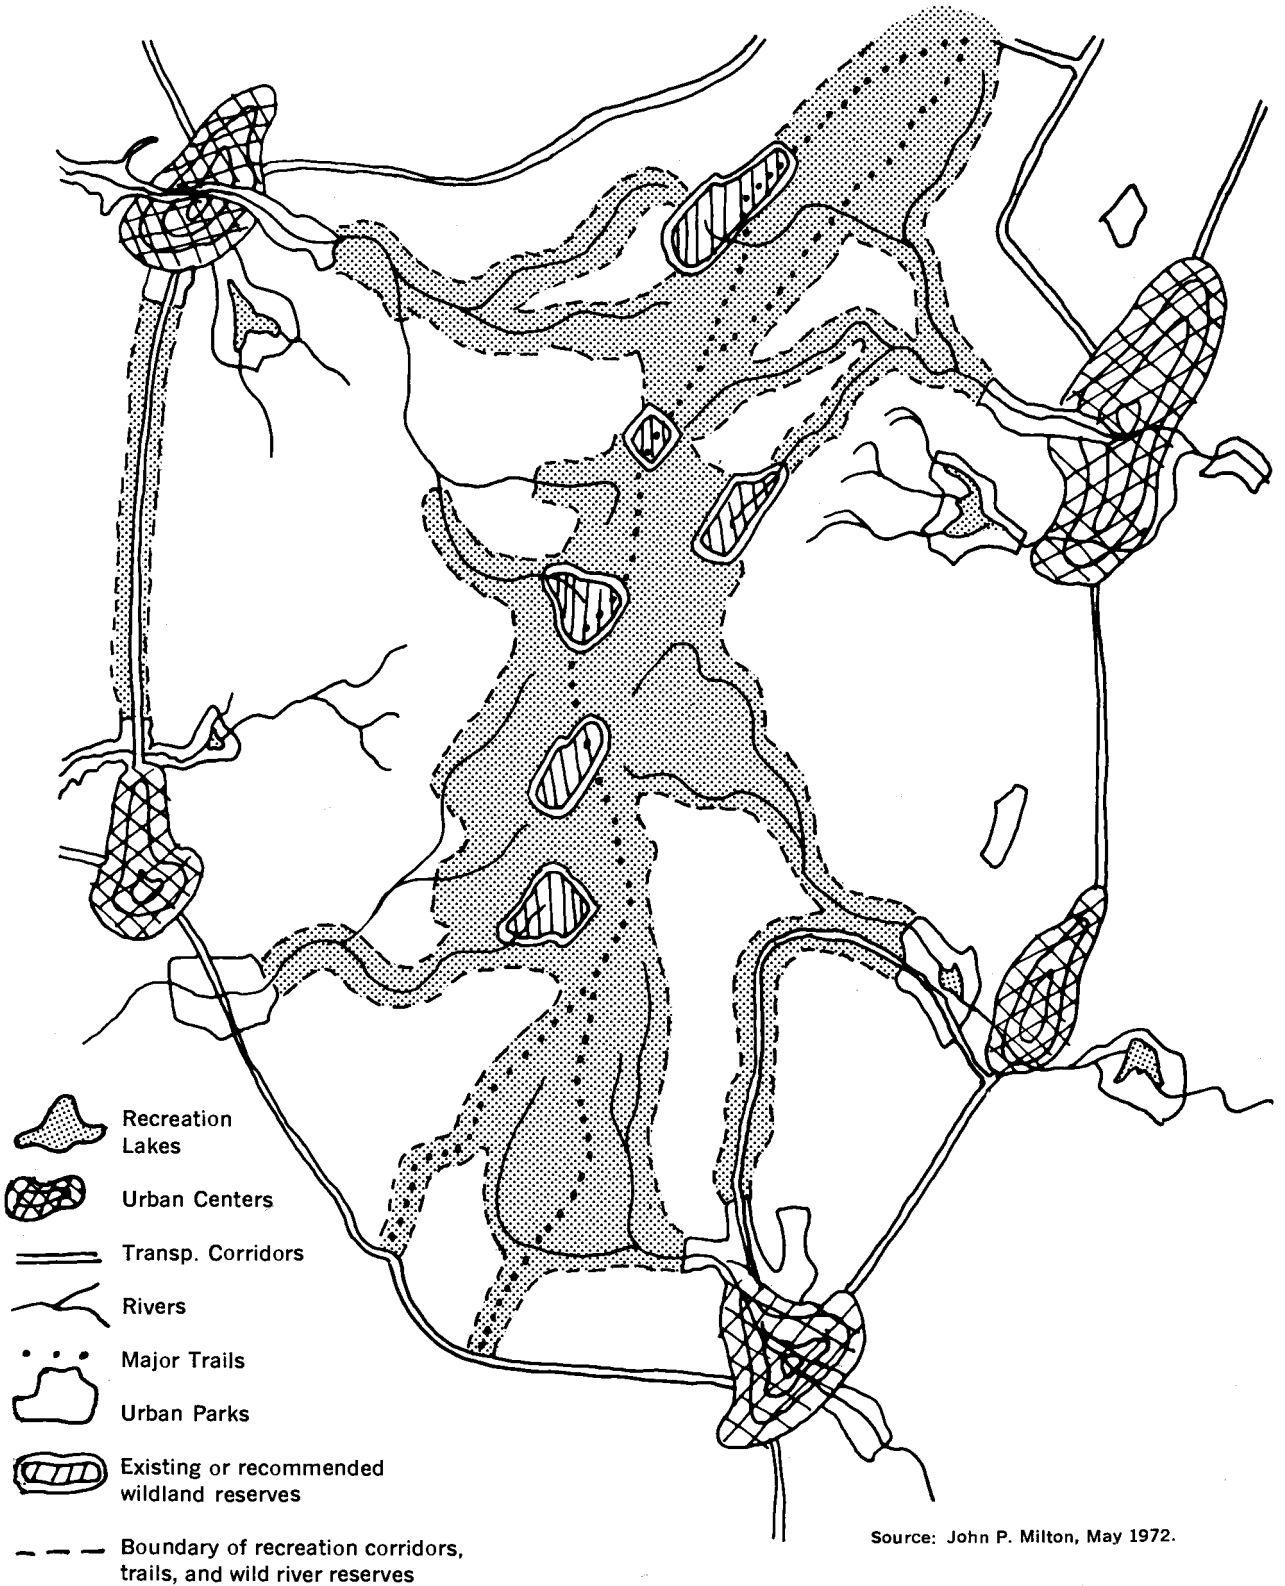 Recreation
Lakes
Urban Centers
Transp. Corridors
Rivers
Major Trails
Urban Parks
Existing or recommended
wildland reserves
Boundary of recreation corridors,
trails, and wild river reserves
Source: John P. Milton, May 1972.